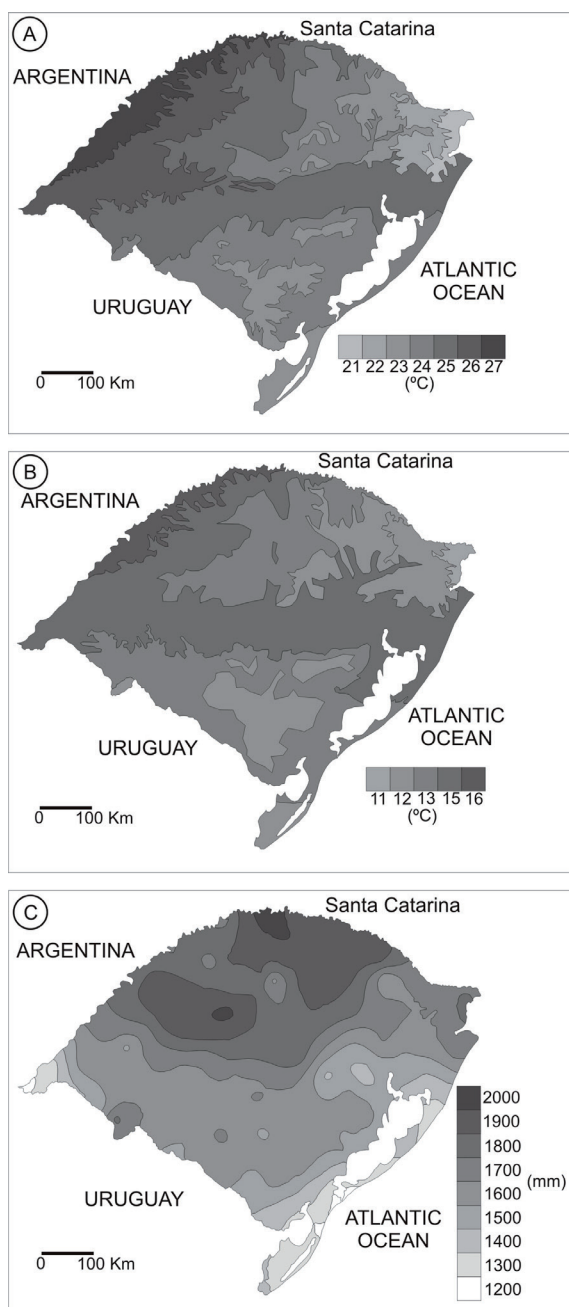 A
Santa Catarina
ARGENTINA
ATLANTIC
OCEAN
URUGUAY
0 100 Km
21 22 23 24 25 26 27
(ºC)
B
Santa Catarina
ARGENTINA
ATLANTIC
OCEAN
URUGUAY
0 100 Km
11 12 13 15 16
(ºC)
C
Santa Catarina
ARGENTINA
2000
1900
1800
1700
(mm)
1600
1500
1400
1300
1200
URUGUAY
ATLANTIC
OCEAN
0 100 Km